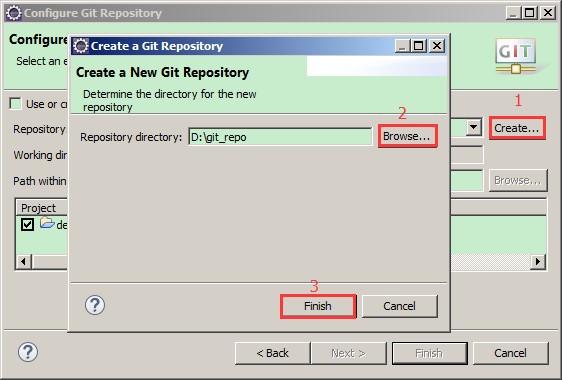 Configure Git Repository
Configure
Select an e
GIT
Use or cr
Repository
Create...
Working dir
Path within
Browse...
Project
de
< Back
Next >
Finish
Cancel
1
Create a Git Repository
Create a New Git Repository
Determine the directory for the new
repository
2
Repository directory:
D:\git_repo
Browse...
3
Finish
Cancel